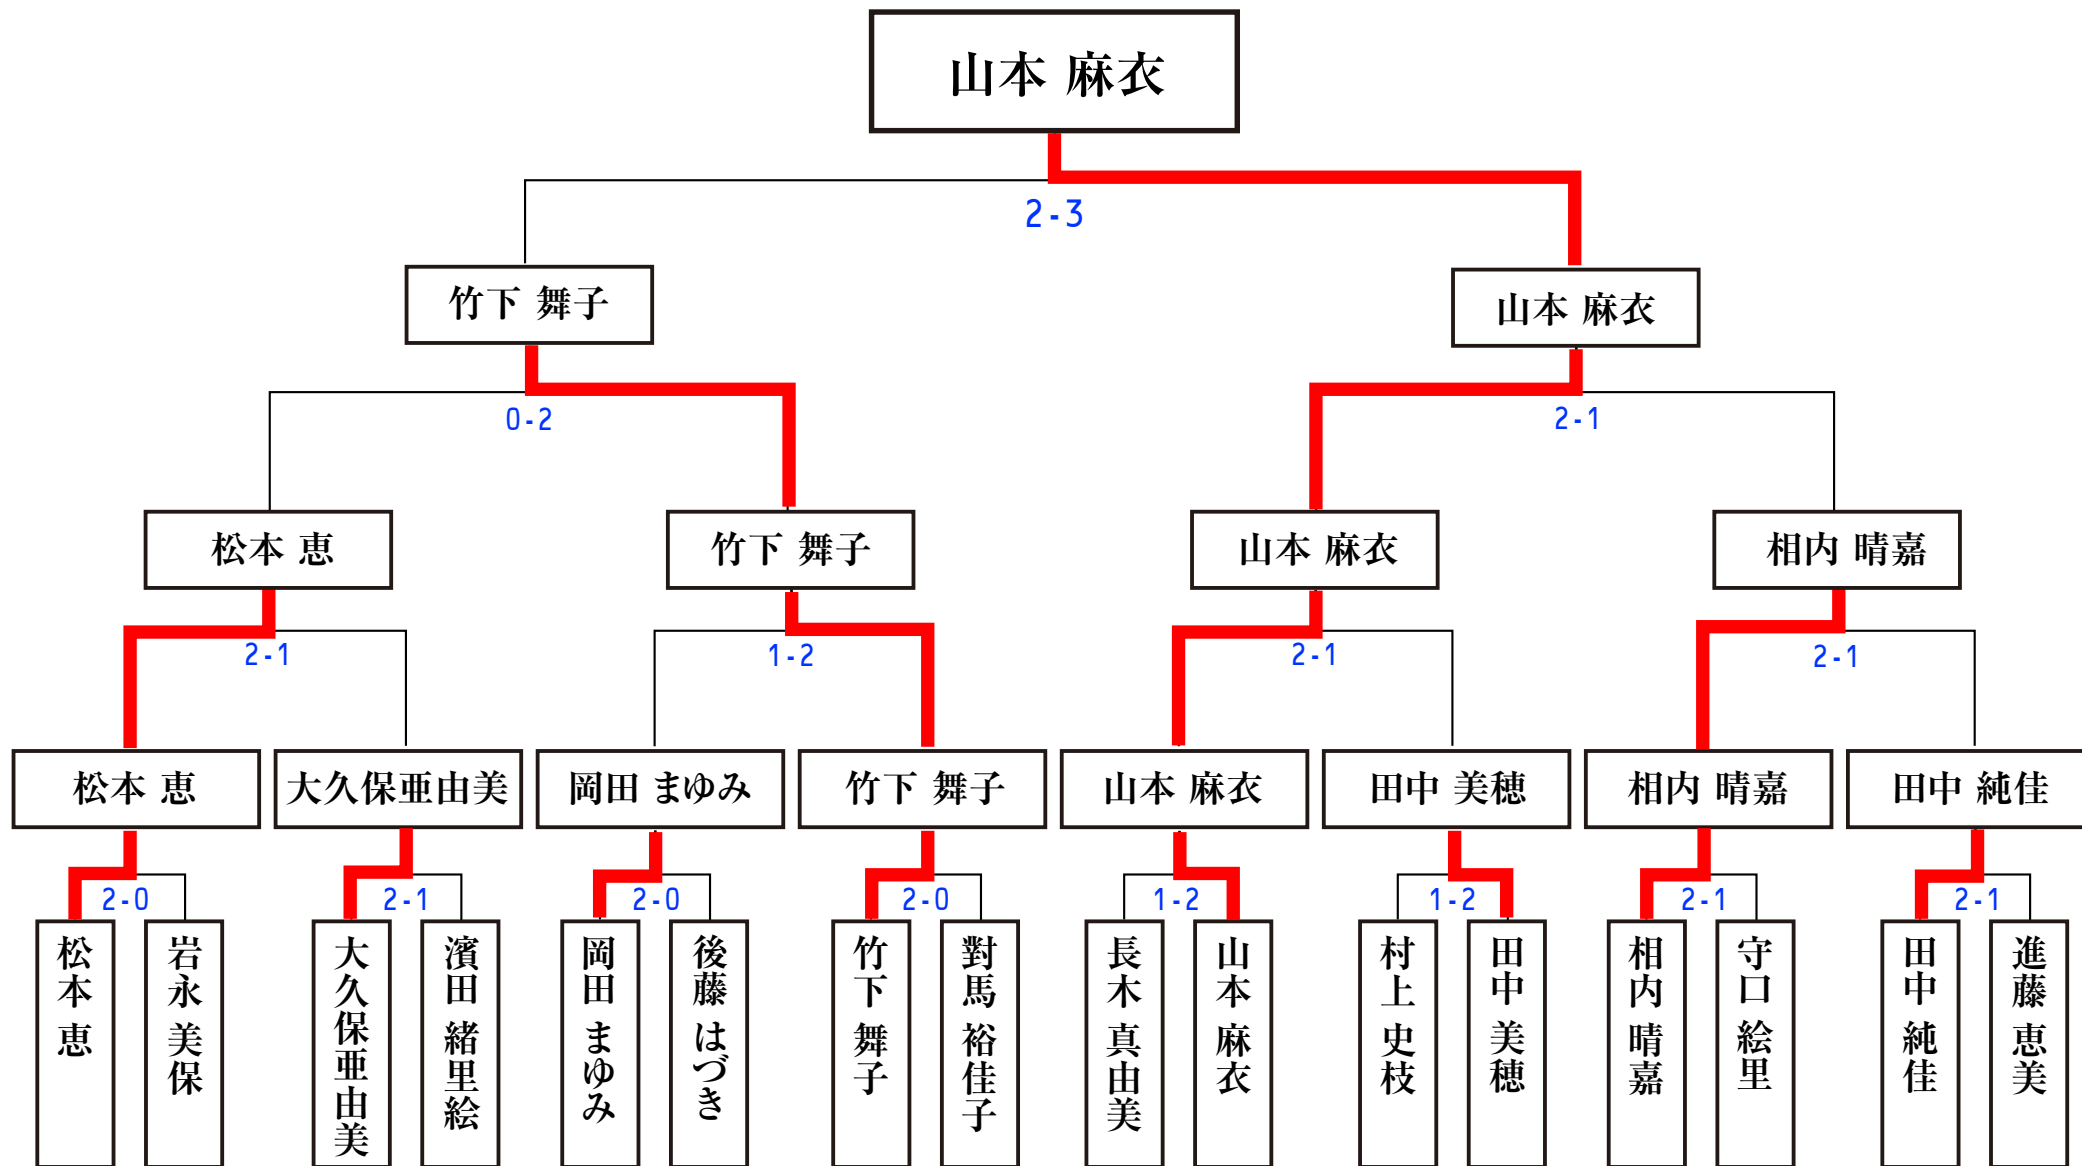 山本 麻衣
2-3
竹下 舞子
山本 麻衣
0-2
2-1
松本 恵
竹下 舞子
山本 麻衣
相内 晴嘉
2-1
1-2
2-1
2-1
松本 恵
大久保亜由美
岡田 まゆみ
竹下 舞子
山本 麻衣
田中 美穂
相内 晴嘉
田中 純佳
2-0
2-1
2-0
2-0
1-2
1-2
2-1
2-1
松本 恵
岩永 美保
大久保亜由美
濱田 緒里絵
岡田 まゆみ
後藤 はづき
竹下 舞子
對馬 裕佳子
長木 真由美
山本 麻衣
村上 史枝
田中 美穂
相内 晴嘉
守口 絵里
田中 純佳
進藤 恵美